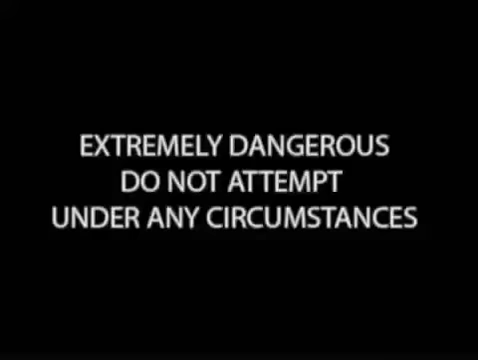 EXTREMELY DANGEROUS
DO NOT ATTEMPT
UNDER ANY CIRCUMSTANCES